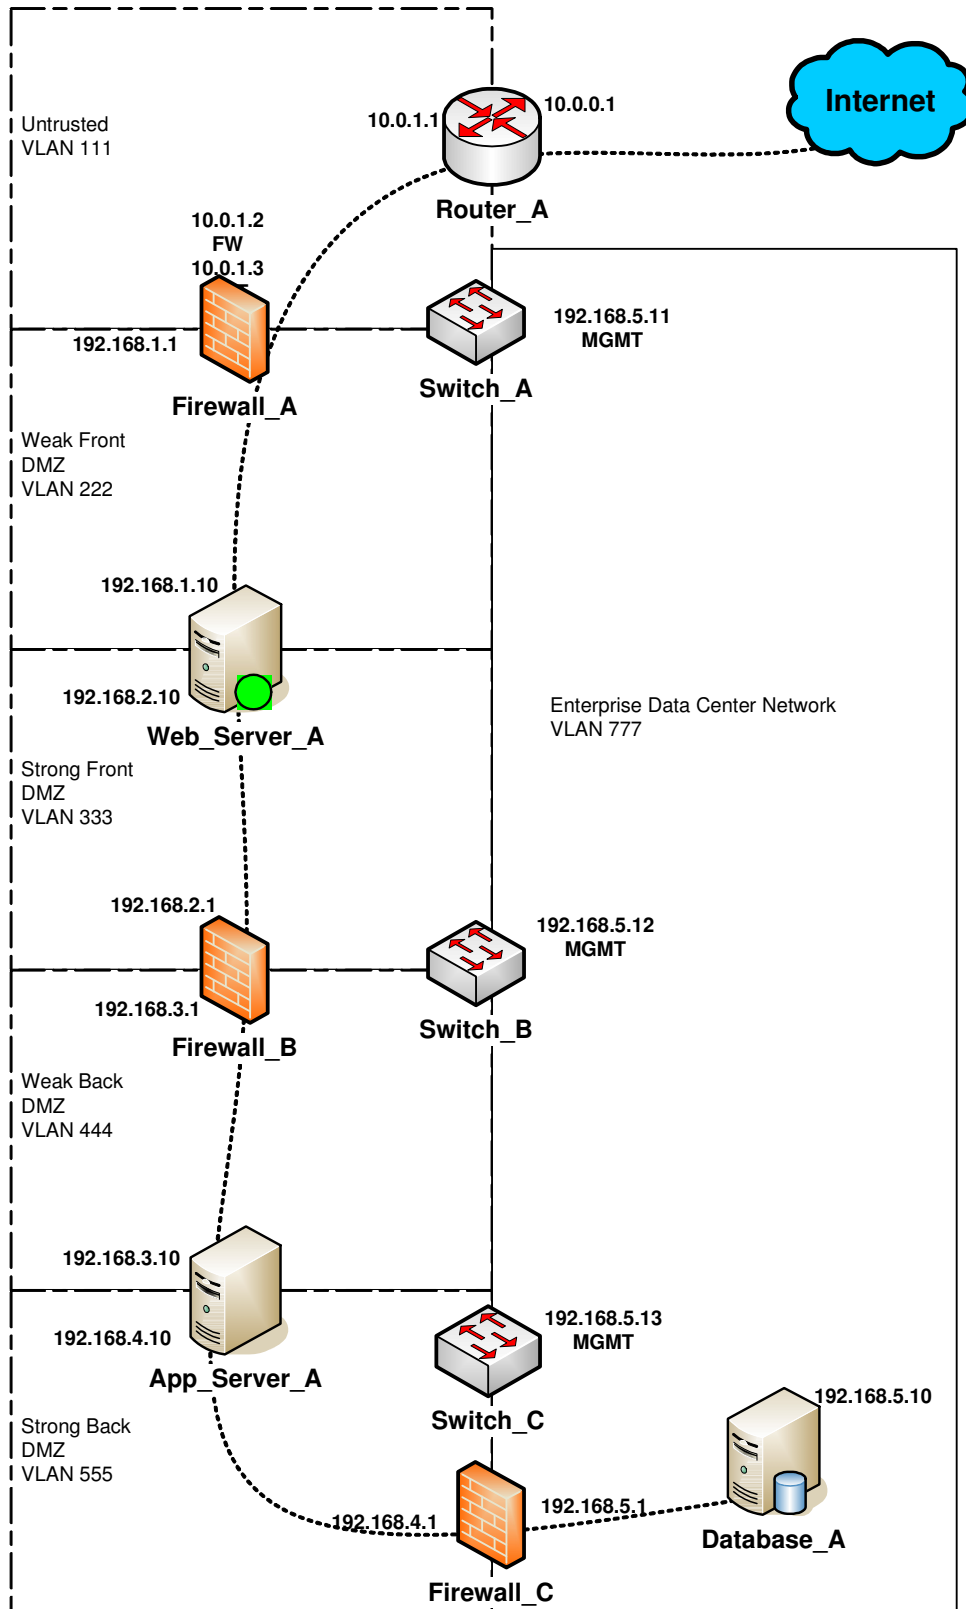 Internet
10.0.0.1
10.0.1.1
Untrusted
VLAN 111
Router_A
10.0.1.2
FW
10.0.1.3
192.168.5.11
MGMT
192.168.1.1
Switch_A
Firewall_A
Weak Front
DMZ
VLAN 222
192.168.1.10
192.168.2.10
Web_Server_A
Enterprise Data Center Network
VLAN 777
Strong Front
DMZ
VLAN 333
192.168.2.1
192.168.5.12
MGMT
192.168.3.1
Switch_B
Firewall_B
Weak Back
DMZ
VLAN 444
192.168.3.10
192.168.5.13
MGMT
192.168.4.10
App_Server_A
192.168.5.10
Switch_C
Strong Back
DMZ
VLAN 555
192.168.5.1
192.168.4.1
Database_A
Firewall_C